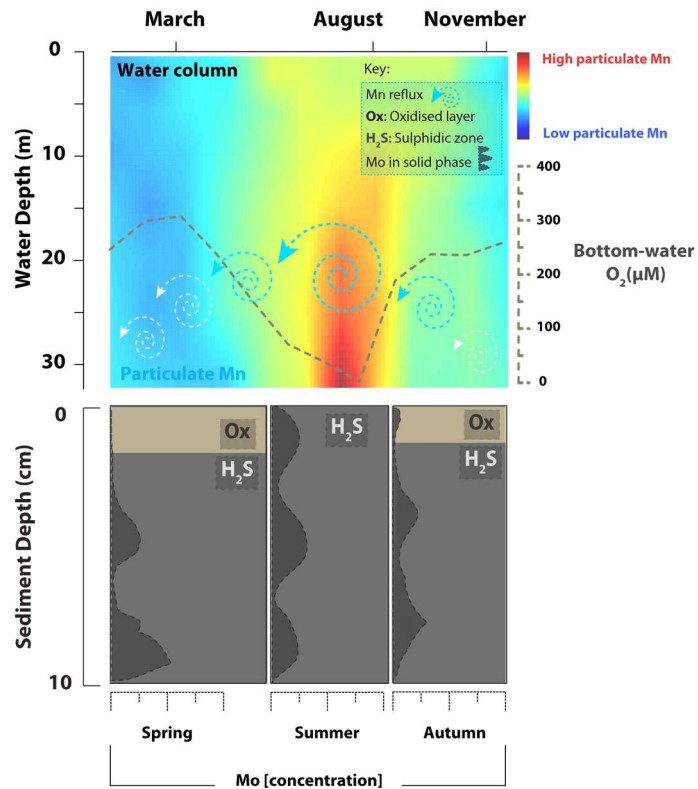 March August November
0
10
20
30
Water Depth (m)
Water column
Key:
Mn reflux
Ox: Oxidised layer
H₂S: Sulphidic zone
Mo in solid phase
Particulate Mn
High particulate Mn
Low particulate Mn
400
300
200
100
0
Bottom-water
O₂(μM)
0
10
Sediment Depth (cm)
Ox
H₂S
H₂S
Ox
H₂S
Spring Summer Autumn
Mo [concentration]